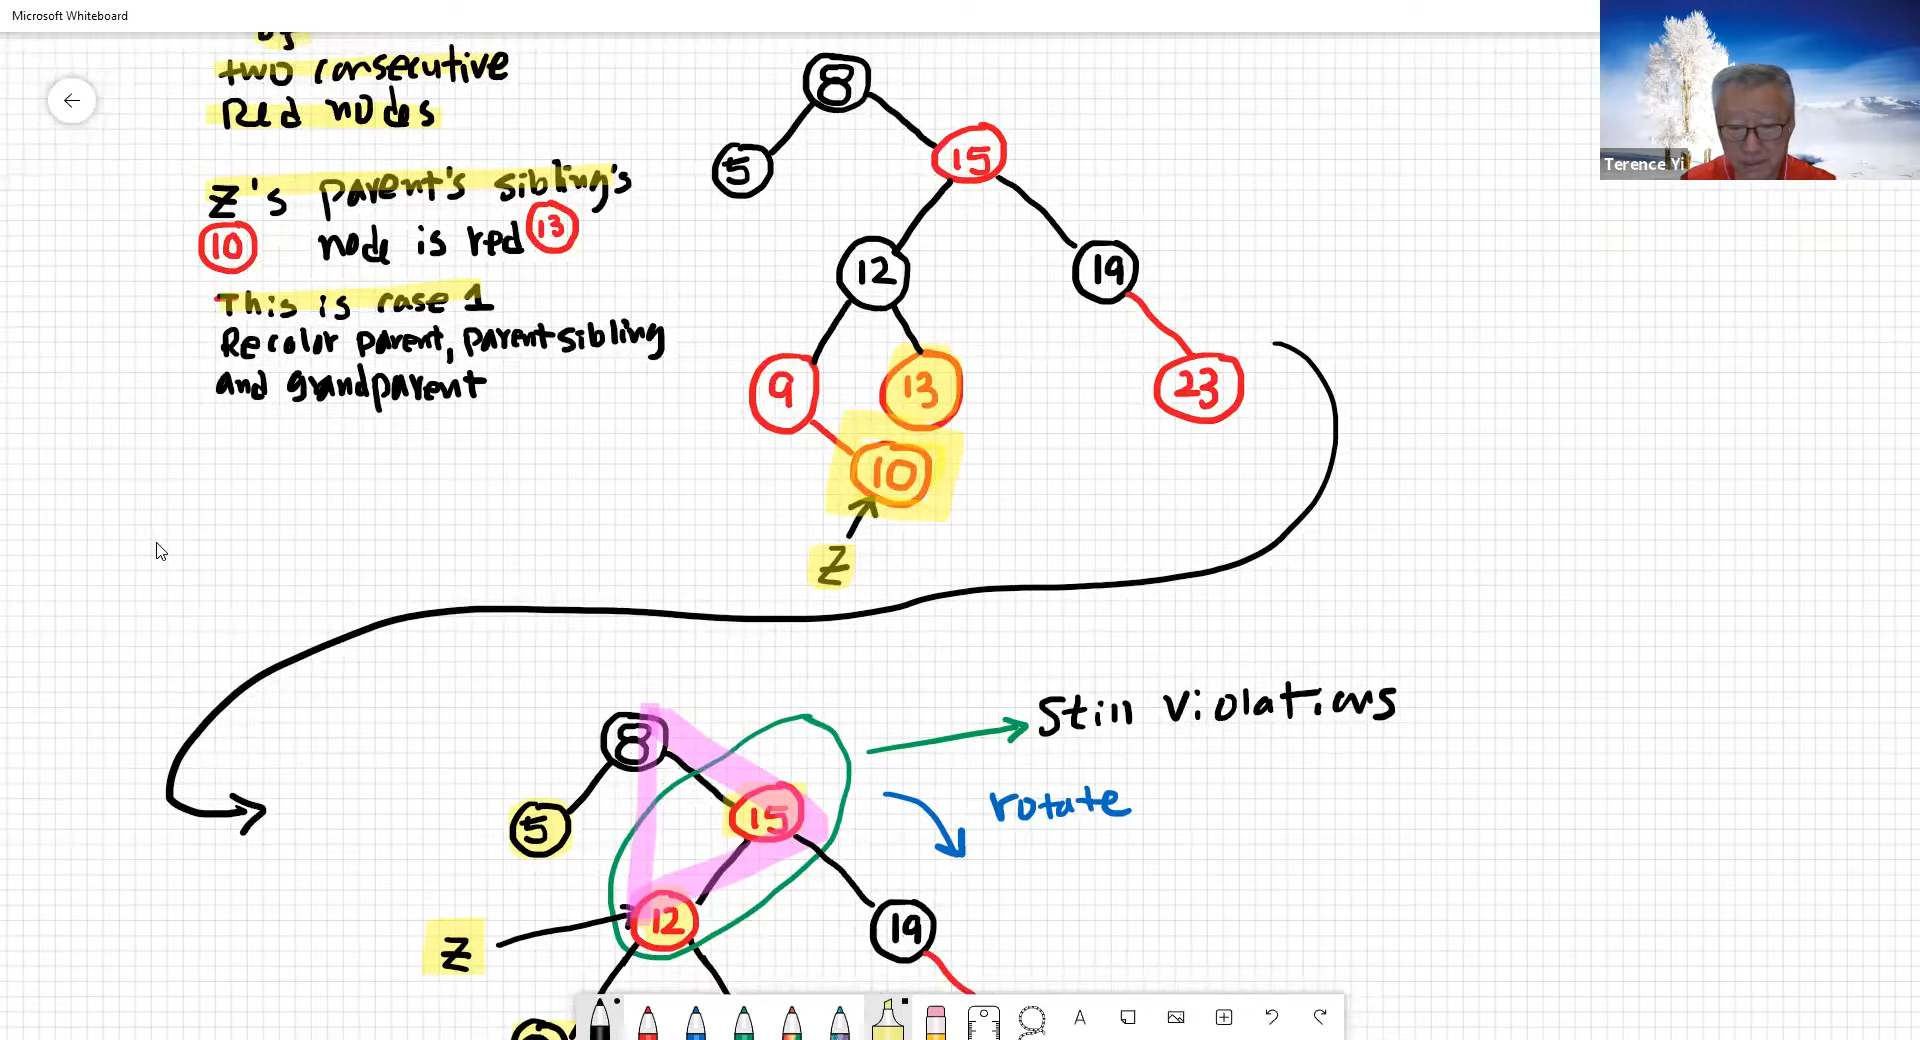 Microsoft Whiteboard
of
two consecutive
Red nodes
Z's parent's sibling's
10 node is red 13
This is case 1
Recolor parent, parent sibling
and grandparent
8
5
15
12
19
9
13
23
10
Z
Terence Yi
Still Violations
rotate
8
5
15
12
19
Z
A